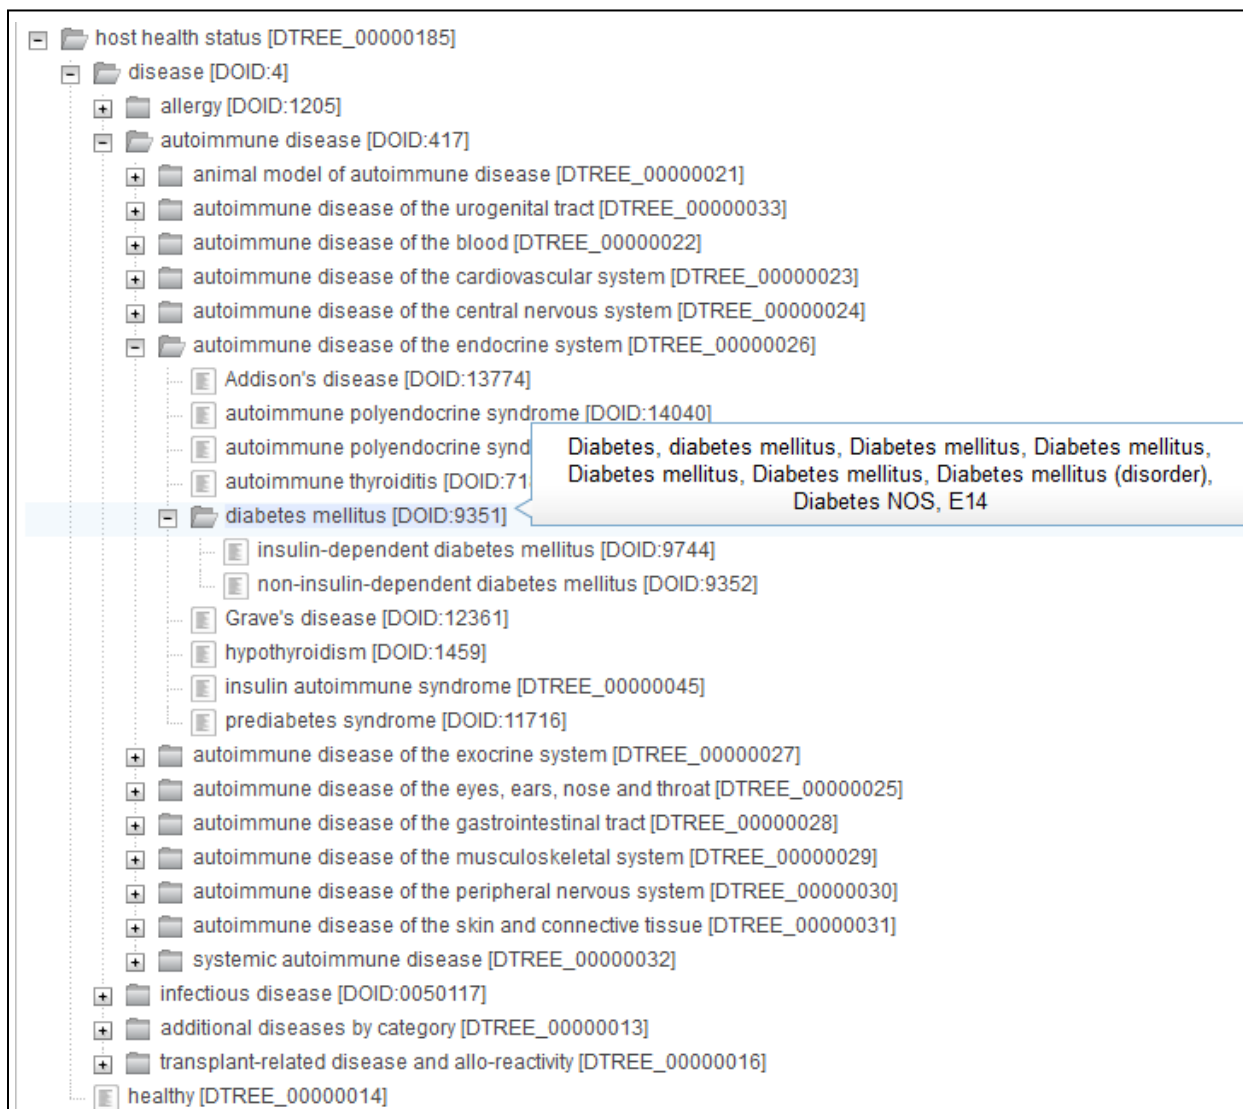 host health status [DTREE_00000185]
disease [DOID:4]
allergy [DOID:1205]
autoimmune disease [DOID:417]
animal model of autoimmune disease [DTREE_00000021]
autoimmune disease of the urogenital tract [DTREE_00000033]
autoimmune disease of the blood [DTREE_00000022]
autoimmune disease of the cardiovascular system [DTREE_00000023]
autoimmune disease of the central nervous system [DTREE_00000024]
autoimmune disease of the endocrine system [DTREE_00000026]
Addison's disease [DOID:13774]
autoimmune polyendocrine syndrome [DOID:14040]
autoimmune polyendocrine synd
autoimmune thyroiditis [DOID:71
diabetes mellitus [DOID:9351]
Diabetes, diabetes mellitus, Diabetes mellitus, Diabetes mellitus,
Diabetes mellitus, Diabetes mellitus, Diabetes mellitus (disorder),
Diabetes NOS, E14
insulin-dependent diabetes mellitus [DOID:9744]
non-insulin-dependent diabetes mellitus [DOID:9352]
Grave's disease [DOID:12361]
hypothyroidism [DOID:1459]
insulin autoimmune syndrome [DTREE_00000045]
prediabetes syndrome [DOID:11716]
autoimmune disease of the exocrine system [DTREE_00000027]
autoimmune disease of the eyes, ears, nose and throat [DTREE_00000025]
autoimmune disease of the gastrointestinal tract [DTREE_00000028]
autoimmune disease of the musculoskeletal system [DTREE_00000029]
autoimmune disease of the peripheral nervous system [DTREE_00000030]
autoimmune disease of the skin and connective tissue [DTREE_00000031]
systemic autoimmune disease [DTREE_00000032]
infectious disease [DOID:0050117]
additional diseases by category [DTREE_00000013]
transplant-related disease and allo-reactivity [DTREE_00000016]
healthy [DTREE_00000014]